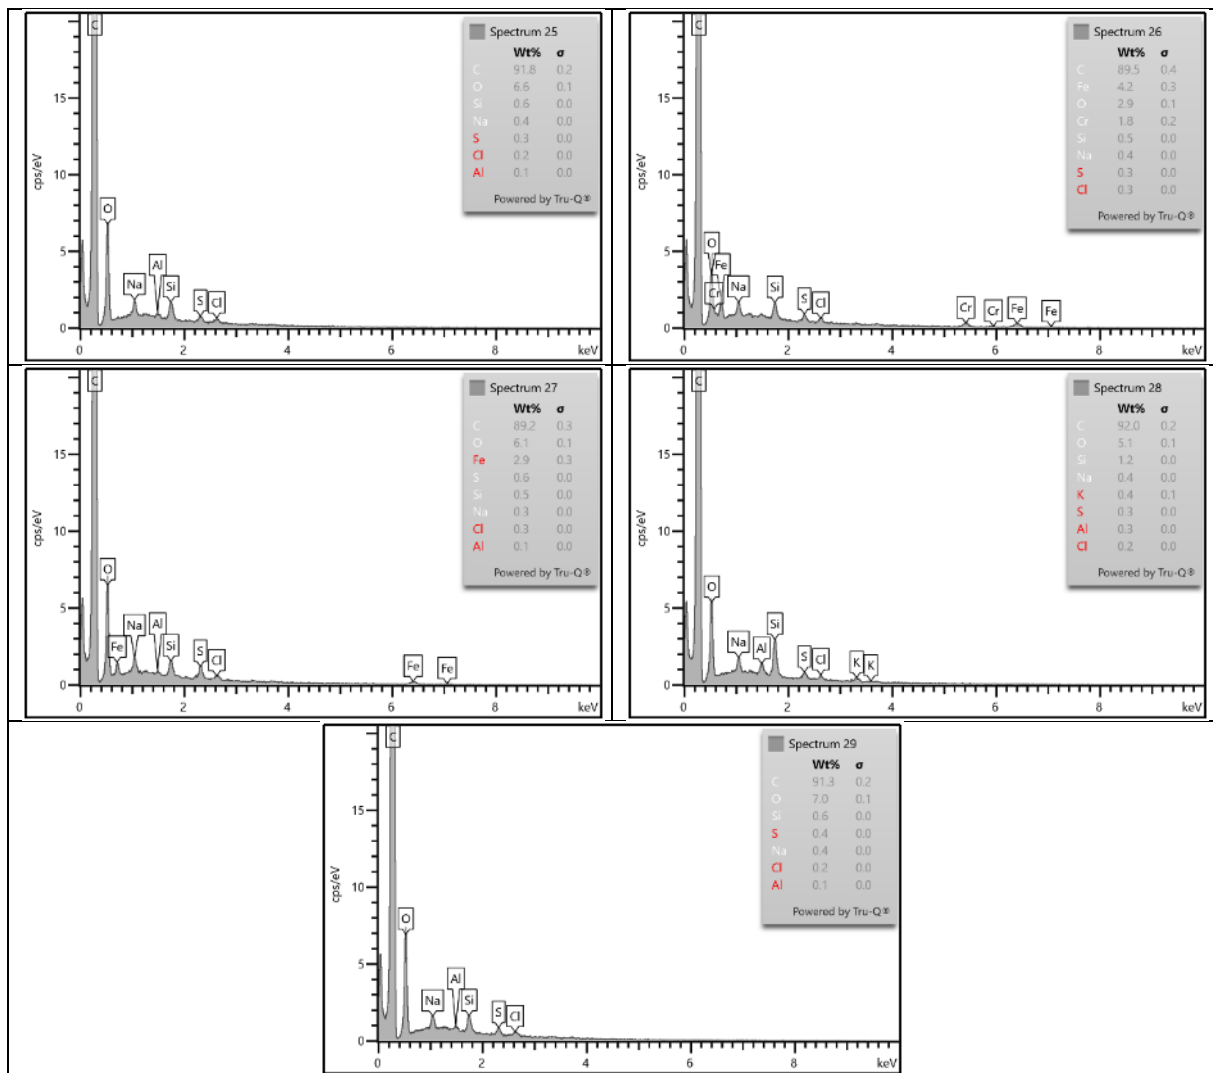 Spectrum 25
Wt% σ
C 91.8 0.2
O 6.6 0.1
Si 0.6 0.0
Na 0.4 0.0
S 0.3 0.0
Cl 0.2 0.0
Al 0.1 0.0
Powered by Tru-Q®
C
O
Na
Al
Si
S
Cl
cps/eV
15
10
5
0
0 2 4 6 8 keV
Spectrum 26
Wt% σ
C 89.5 0.4
Fe 4.2 0.3
O 2.9 0.1
Cr 1.8 0.2
Si 0.5 0.0
Na 0.4 0.0
S 0.3 0.0
Cl 0.3 0.0
Powered by Tru-Q®
C
O
Fe
Cr
Na
Si
S
Cl
Cr
Cr
Fe
Fe
cps/eV
15
10
5
0
0 2 4 6 8 keV
Spectrum 27
Wt% σ
C 89.2 0.3
O 6.1 0.1
Fe 2.9 0.3
S 0.6 0.0
Si 0.5 0.0
Na 0.3 0.0
Cl 0.3 0.0
Al 0.1 0.0
Powered by Tru-Q®
C
O
Fe
Na
Al
Si
S
Cl
Fe
Fe
cps/eV
15
10
5
0
0 2 4 6 8 keV
Spectrum 28
Wt% σ
C 92.0 0.2
O 5.1 0.1
Si 1.2 0.0
Na 0.4 0.0
K 0.4 0.1
S 0.3 0.0
Al 0.3 0.0
Cl 0.2 0.0
Powered by Tru-Q®
C
O
Na
Al
Si
S
Cl
K
K
cps/eV
15
10
5
0
0 2 4 6 8 keV
Spectrum 29
Wt% σ
C 91.3 0.2
O 7.0 0.1
Si 0.6 0.0
S 0.4 0.0
Na 0.4 0.0
Cl 0.2 0.0
Al 0.1 0.0
Powered by Tru-Q®
C
O
Na
Al
Si
S
Cl
cps/eV
15
10
5
0
0 2 4 6 8 keV